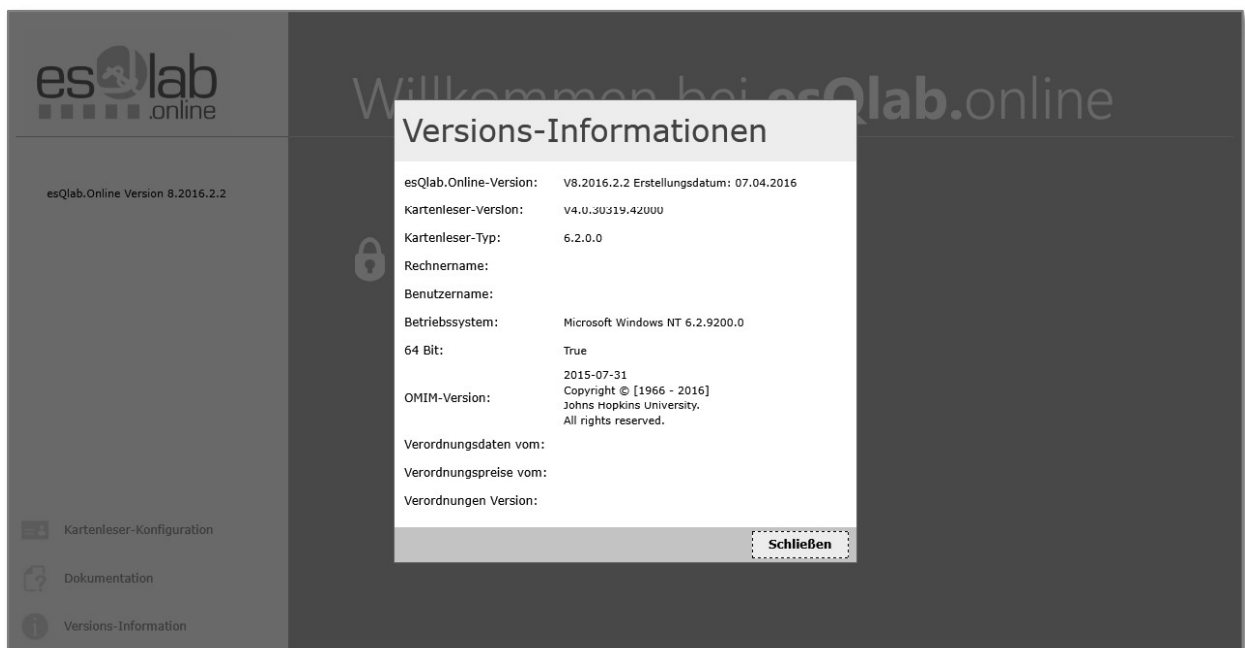 esQlab
.online
Willkommen bei esQlab.online
esQlab.Online Version 8.2016.2.2
Versions-Informationen
esQlab.Online-Version: V8.2016.2.2 Erstellungsdatum: 07.04.2016
Kartenleser-Version: V4.0.30319.42000
Kartenleser-Typ: 6.2.0.0
Rechnername:
Benutzername:
Betriebssystem: Microsoft Windows NT 6.2.9200.0
64 Bit: True
OMIM-Version: 2015-07-31
Copyright © [1966 - 2016]
Johns Hopkins University.
All rights reserved.
Verordnungsdaten vom:
Verordnungspreise vom:
Verordnungen Version:
Schließen
Kartenleser-Konfiguration
Dokumentation
Versions-Information